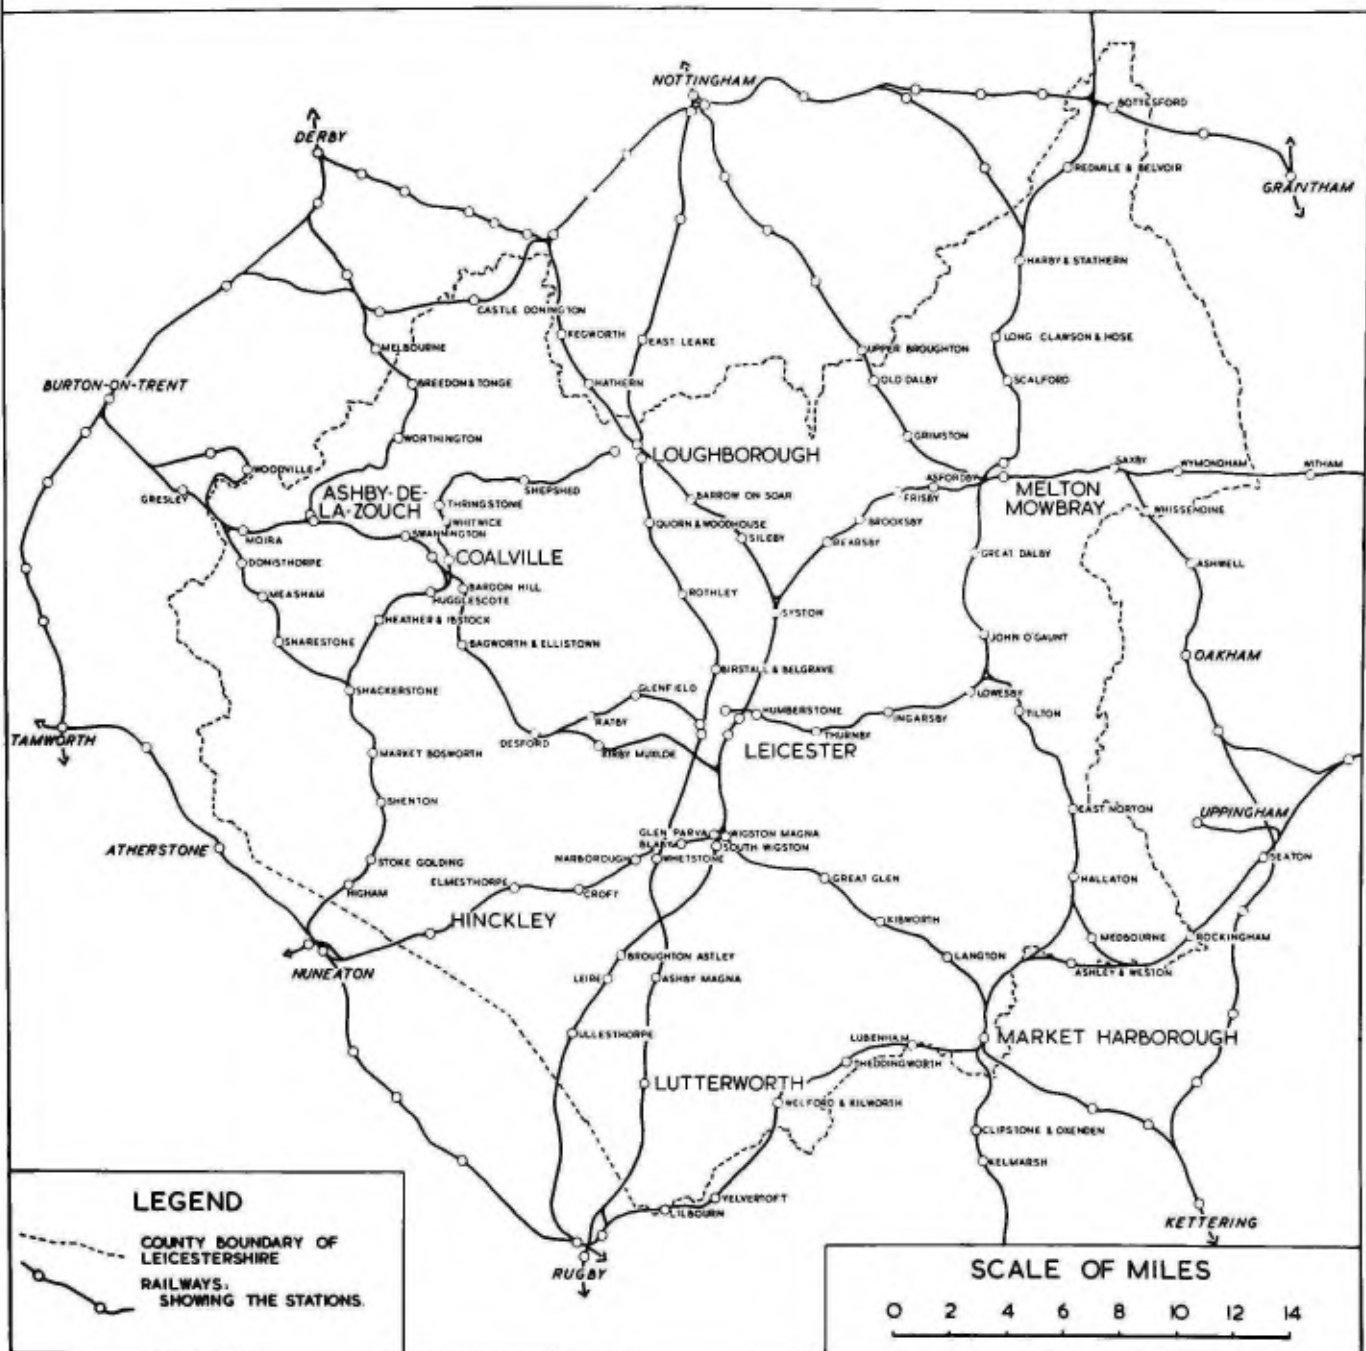 NOTTINGHAM
BOTTESFORD
DERBY
REDMILE & BELVOIR
GRANTHAM
HARBY & STATHERN
CASTLE DONINGTON
KEGWORTH
EAST LEAKE
LONG CLAWSON & HOSE
MELBOURNE
UPPER BROUGHTON
BURTON-ON-TRENT
BREEDON & TONGE
HATHERN
OLD DALBY
SCALFORD
WORTHINGTON
GRIMSTON
LOUGHBOROUGH
WOODVILLE
SAXBY
WYMONDHAM
WITHAM
ASFORDBY
GRESLEY
ASHBY-DE-
LA-ZOUCH
SHEPSHED
MELTON
MOWBRAY
THRINGSTONE
BARROW ON SOAR
FRISBY
WHISSENDINE
WHITWICK
QUORN & WOODHOUSE
BROOKSBY
MOIRA
SWANNINGTON
SILEBY
REARSBY
COALVILLE
GREAT DALBY
DONISTHORPE
ASHWELL
BARDON HILL
MEASHAM
HUGGLESCOTE
ROTHLEY
SYSTON
HEATHER & IBSTOCK
SNARESTONE
BAGWORTH & ELLISTOWN
JOHN O'GAUNT
OAKHAM
BIRSTALL & BELGRAVE
SHACKERSTONE
GLENFIELD
LOWESBY
HUMBERSTONE
INGARSBY
TILTON
RATBY
TAMWORTH
DESFORD
THURNBY
MARKET BOSWORTH
KIRBY MUXLOE
LEICESTER
SHENTON
EAST NORTON
UPPINGHAM
GLEN PARVA
WIGSTON MAGNA
ATHERSTONE
BLABY
SOUTH WIGSTON
STOKE GOLDING
NARBOROUGH
WHETSTONE
SEATON
HIGHAM
ELMESTHORPE
CROFT
GREAT GLEN
HALLATON
HINCKLEY
KIBWORTH
MEDBOURNE
ROCKINGHAM
NUNEATON
BROUGHTON ASTLEY
LANGTON
LEIRE
ASHBY MAGNA
ASHLEY & WESTON
ULLESTHORPE
LUBENHAM
MARKET HARBOROUGH
THEDDINGWORTH
LUTTERWORTH
WELFORD & KILWORTH
CLIPSTONE & OXENDEN
KELMARSH
YELVERTOFT
LILBOURN
KETTERING
RUGBY
LEGEND
COUNTY BOUNDARY OF
LEICESTERSHIRE
RAILWAYS:
SHOWING THE STATIONS.
SCALE OF MILES
0 2 4 6 8 10 12 14